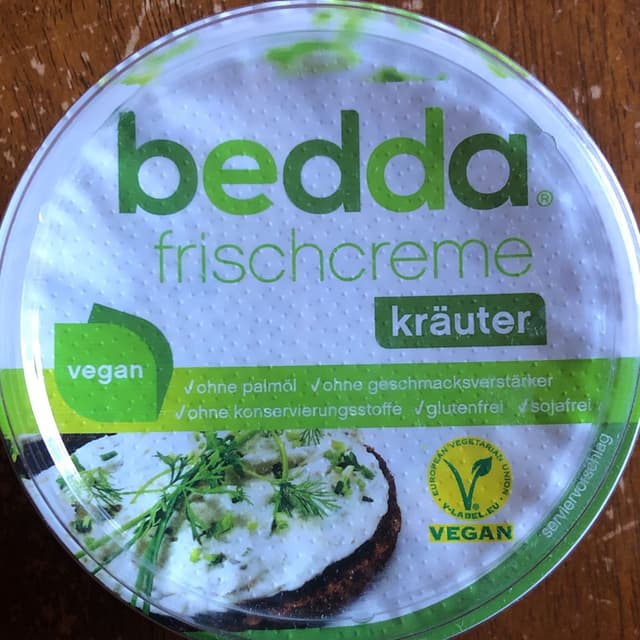 bedda®
frischcreme
kräuter
vegan
✓ohne palmöl ✓ohne geschmacksverstärker
✓ohne konservierungsstoffe ✓glutenfrei ✓sojafrei
EUROPEAN VEGETARIAN UNION
V-LABEL.EU
VEGAN
serviervorschlag